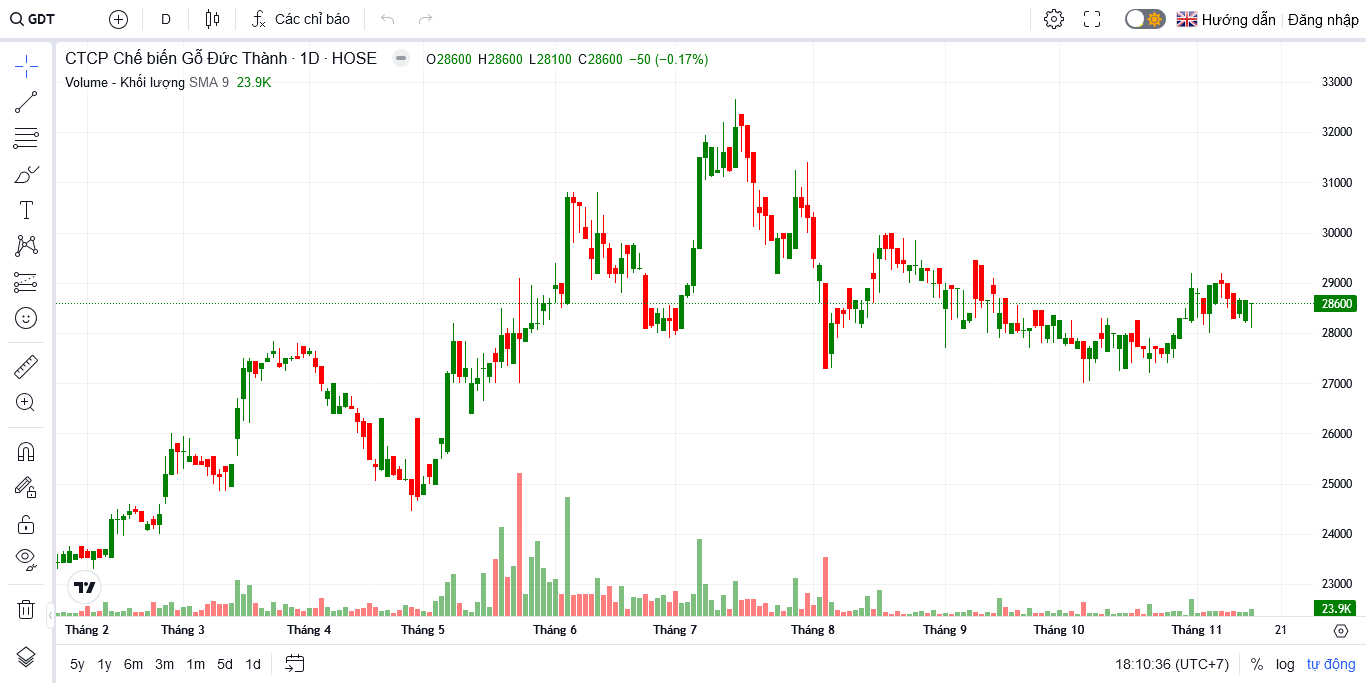 GDT D Các chỉ báo Hướng dẫn Đăng nhập
CTCP Chế biến Gỗ Đức Thành · 1D · HOSE O28600 H28600 L28100 C28600 −50 (−0.17%)
Volume - Khối lượng SMA 9 23.9K
33000
32000
31000
30000
29000
28600
28000
27000
26000
25000
24000
23000
23.9K
Tháng 2 Tháng 3 Tháng 4 Tháng 5 Tháng 6 Tháng 7 Tháng 8 Tháng 9 Tháng 10 Tháng 11 21
5y 1y 6m 3m 1m 5d 1d 18:10:36 (UTC+7) % log tự động